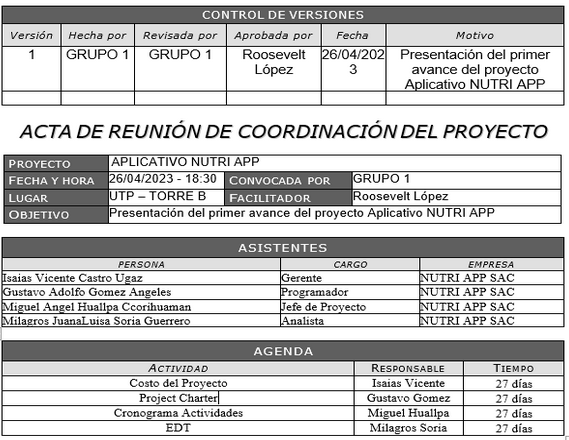 CONTROL DE VERSIONES
Versión Hecha por Revisada por Aprobada por Fecha Motivo
1 GRUPO 1 GRUPO 1 Roosevelt López 26/04/2023 Presentación del primer avance del proyecto Aplicativo NUTRI APP
ACTA DE REUNIÓN DE COORDINACIÓN DEL PROYECTO
PROYECTO APLICATIVO NUTRI APP
FECHA Y HORA 26/04/2023 - 18:30 CONVOCADA POR GRUPO 1
LUGAR UTP – TORRE B FACILITADOR Roosevelt López
OBJETIVO Presentación del primer avance del proyecto Aplicativo NUTRI APP
ASISTENTES
PERSONA CARGO EMPRESA
Isaias Vicente Castro Ugaz Gerente NUTRI APP SAC
Gustavo Adolfo Gomez Angeles Programador NUTRI APP SAC
Miguel Angel Huallpa Ccorihuaman Jefe de Proyecto NUTRI APP SAC
Milagros JuanaLuisa Soria Guerrero Analista NUTRI APP SAC
AGENDA
ACTIVIDAD RESPONSABLE TIEMPO
Costo del Proyecto Isaias Vicente 27 días
Project Charter Gustavo Gomez 27 días
Cronograma Actividades Miguel Huallpa 27 días
EDT Milagros Soria 27 días